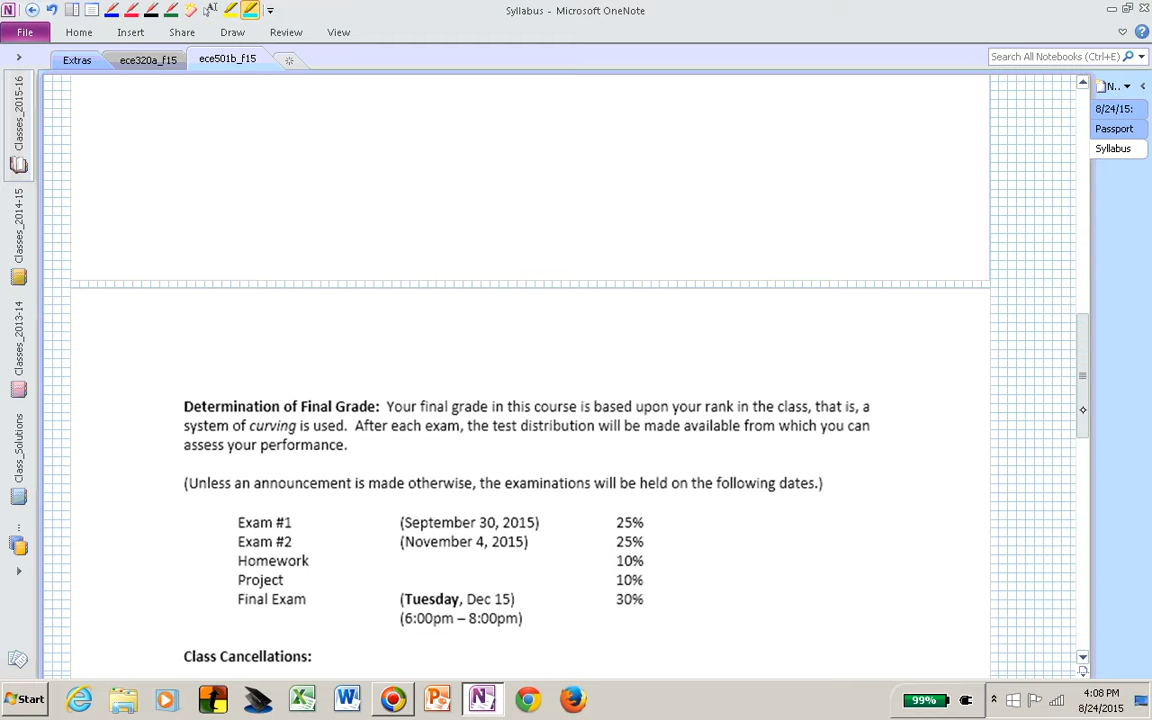 Syllabus - Microsoft OneNote
File Home Insert Share Draw Review View
Extras ece320a_f15 ece501b_f15
Search All Notebooks (Ctrl+E)
N..
8/24/15:
Passport
Syllabus
Classes_2015-16
Classes_2014-15
Classes_2013-14
Class_Solutions
Determination of Final Grade: Your final grade in this course is based upon your rank in the class, that is, a
system of curving is used. After each exam, the test distribution will be made available from which you can
assess your performance.
(Unless an announcement is made otherwise, the examinations will be held on the following dates.)
Exam #1 (September 30, 2015) 25%
Exam #2 (November 4, 2015) 25%
Homework 10%
Project 10%
Final Exam (Tuesday, Dec 15) 30%
(6:00pm – 8:00pm)
Class Cancellations:
Start
99%
4:08 PM
8/24/2015